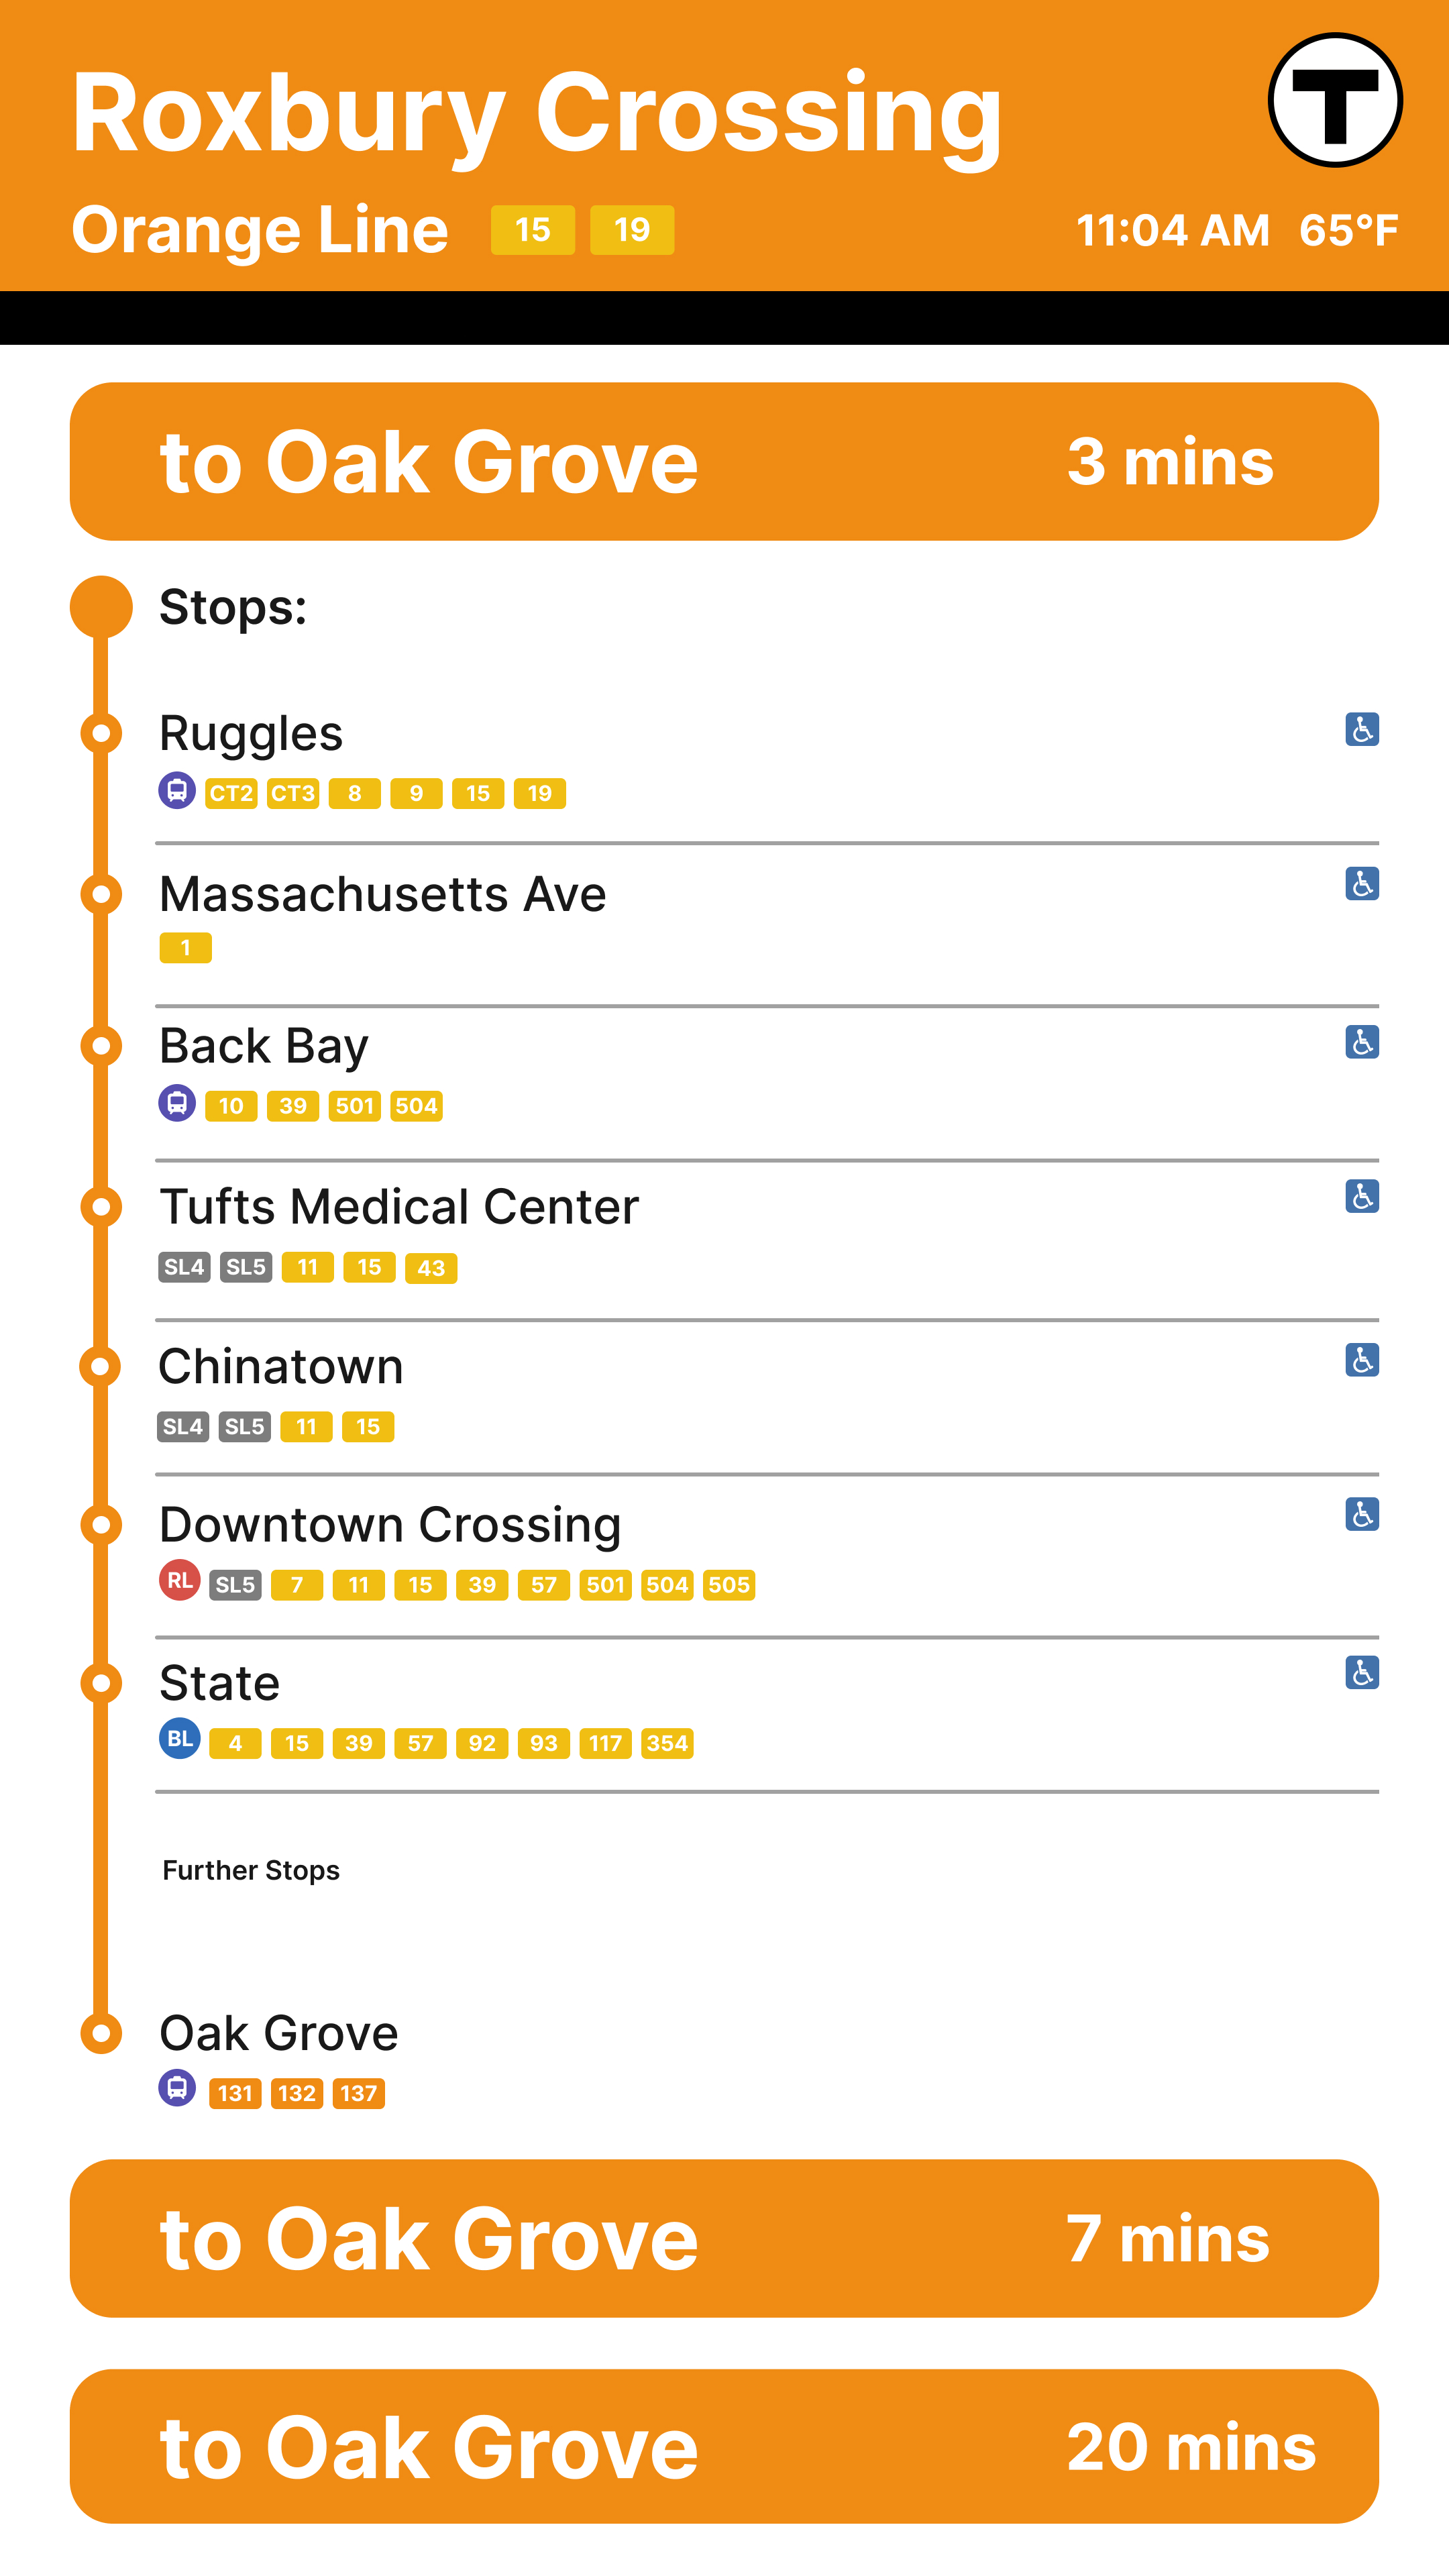 Roxbury Crossing
T
Orange Line 15 19 11:04 AM 65°F
to Oak Grove 3 mins
Stops:
Ruggles
CT2 CT3 8 9 15 19
Massachusetts Ave
1
Back Bay
10 39 501 504
Tufts Medical Center
SL4 SL5 11 15 43
Chinatown
SL4 SL5 11 15
Downtown Crossing
RL SL5 7 11 15 39 57 501 504 505
State
BL 4 15 39 57 92 93 117 354
Further Stops
Oak Grove
131 132 137
to Oak Grove 7 mins
to Oak Grove 20 mins